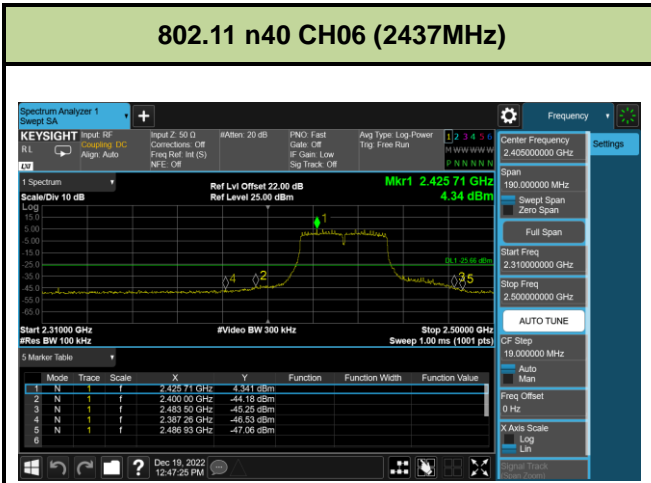 802.11 n40 CH06 (2437MHz)
Spectrum Analyzer 1
Swept SA
+
Frequency
KEYSIGHT Input: RF Input Z: 50 Ω #Atten: 20 dB PNO: Fast Avg Type: Log-Power 1 2 3 4 5 6
RL Coupling: DC Corrections: Off Gate: Off Trig: Free Run M W W W W W
Align: Auto Freq Ref: Int (S) IF Gain: Low
LXI NFE: Off Sig Track: Off P N N N N N
Center Frequency
2.405000000 GHz
Settings
Span
190.000000 MHz
Swept Span
Zero Span
Full Span
Start Freq
2.310000000 GHz
Stop Freq
2.500000000 GHz
AUTO TUNE
CF Step
19.000000 MHz
Auto
Man
Freq Offset
0 Hz
X Axis Scale
Log
Lin
Signal Track
(Span Zoom)
1 Spectrum
Ref Lvl Offset 22.00 dB Mkr1 2.425 71 GHz
Scale/Div 10 dB Ref Level 25.00 dBm 4.34 dBm
Log
15.0
5.00
-5.00
-15.0
-25.0
-35.0
-45.0
-55.0
-65.0
1
DL1 -25.66 dBm
4 2 3 5
Start 2.31000 GHz #Video BW 300 kHz Stop 2.50000 GHz
#Res BW 100 kHz Sweep 1.00 ms (1001 pts)
5 Marker Table
Mode Trace Scale X Y Function Function Width Function Value
1 N 1 f 2.425 71 GHz 4.341 dBm
2 N 1 f 2.400 00 GHz -44.18 dBm
3 N 1 f 2.483 50 GHz -45.25 dBm
4 N 1 f 2.387 26 GHz -46.53 dBm
5 N 1 f 2.486 93 GHz -47.06 dBm
6
?
Dec 19, 2022
12:47:25 PM